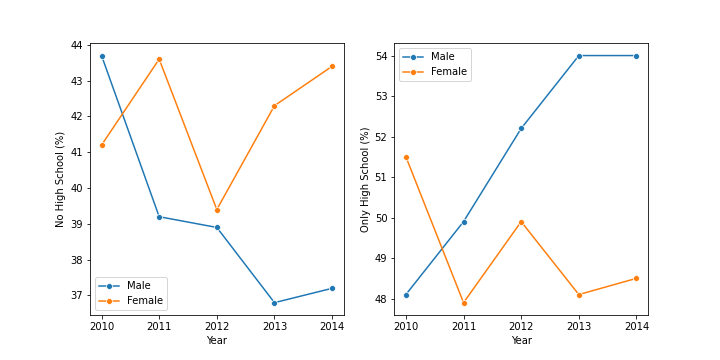 44
43
42
41
40
39
38
37
No High School (%)
Male
Female
2010 2011 2012 2013 2014
Year
54
53
52
51
50
49
48
Only High School (%)
Male
Female
2010 2011 2012 2013 2014
Year